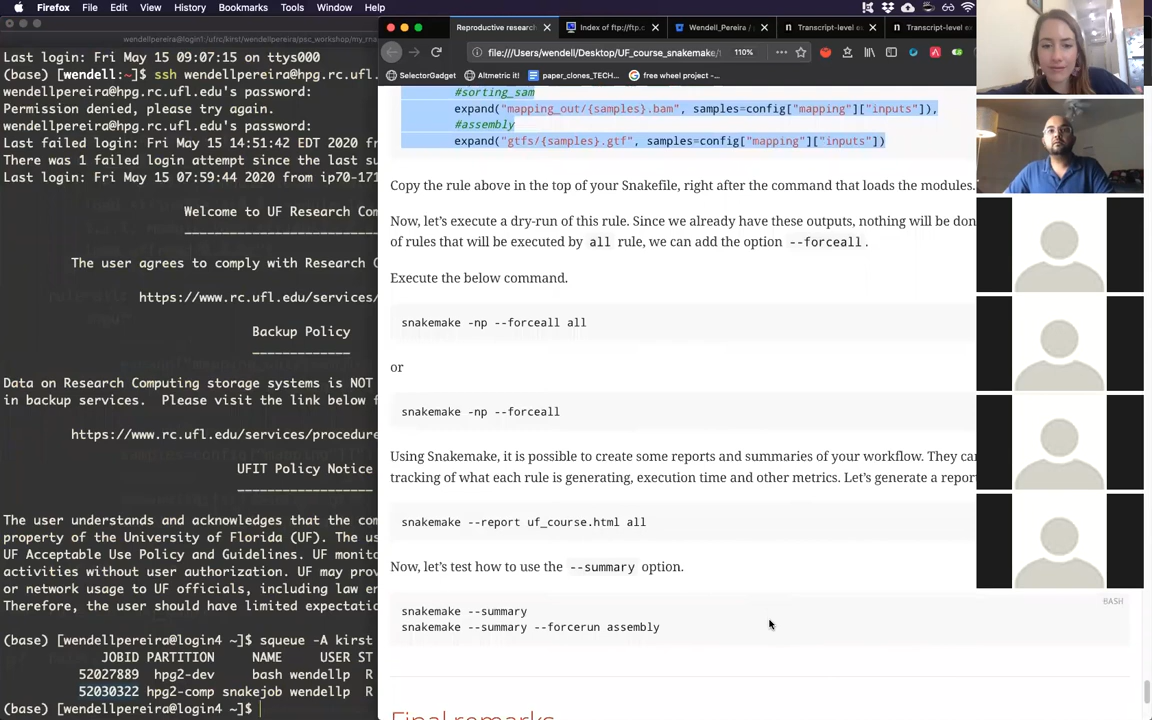 Firefox File Edit View History Bookmarks Tools Window Help
wendellpereira@login1:/ufrc/kirst/wendellpereira/psc_workshop/my_rna
Last login: Fri May 15 09:07:15 on ttys000
(base) [wendell:~]$ ssh wendellpereira@hpg.rc.ufl.
wendellpereira@hpg.rc.ufl.edu's password:
Permission denied, please try again.
wendellpereira@hpg.rc.ufl.edu's password:
Last failed login: Fri May 15 14:51:42 EDT 2020 fr
There was 1 failed login attempt since the last su
Last login: Fri May 15 07:59:44 2020 from ip70-171
Welcome to UF Research Com
--------------------------
The user agrees to comply with Research C
https://www.rc.ufl.edu/services/
Backup Policy
-------------
Data on Research Computing storage systems is NOT
in backup services. Please visit the link below f
https://www.rc.ufl.edu/services/procedure
UFIT Policy Notice
------------------
The user understands and acknowledges that the com
property of the University of Florida (UF). The us
UF Acceptable Use Policy and Guidelines. UF monito
activities without user authorization. UF may prov
or network usage to UF officials, including law en
Therefore, the user should have limited expectatio
(base) [wendellpereira@login4 ~]$ squeue -A kirst
JOBID PARTITION NAME USER ST
52027889 hpg2-dev bash wendellp R
52030322 hpg2-comp snakejob wendellp R
(base) [wendellpereira@login4 ~]$
Reproductive researc
Index of ftp://ftp.c
Wendell_Pereira /
Transcript-level es
Transcript-level e
file:///Users/wendell/Desktop/UF_course_snakemake/
110%
SelectorGadget Altmetric it! paper_clones_TECH... free wheel project -...
#sorting_sam
expand("mapping_out/{samples}.bam", samples=config["mapping"]["inputs"]),
#assembly
expand("gtfs/{samples}.gtf", samples=config["mapping"]["inputs"])
Copy the rule above in the top of your Snakefile, right after the command that loads the modules.
Now, let's execute a dry-run of this rule. Since we already have these outputs, nothing will be don
of rules that will be executed by all rule, we can add the option --forceall.
Execute the below command.
snakemake -np --forceall all
or
snakemake -np --forceall
Using Snakemake, it is possible to create some reports and summaries of your workflow. They can
tracking of what each rule is generating, execution time and other metrics. Let's generate a repor
snakemake --report uf_course.html all
Now, let's test how to use the --summary option.
BASH
snakemake --summary
snakemake --summary --forcerun assembly
Final remarks